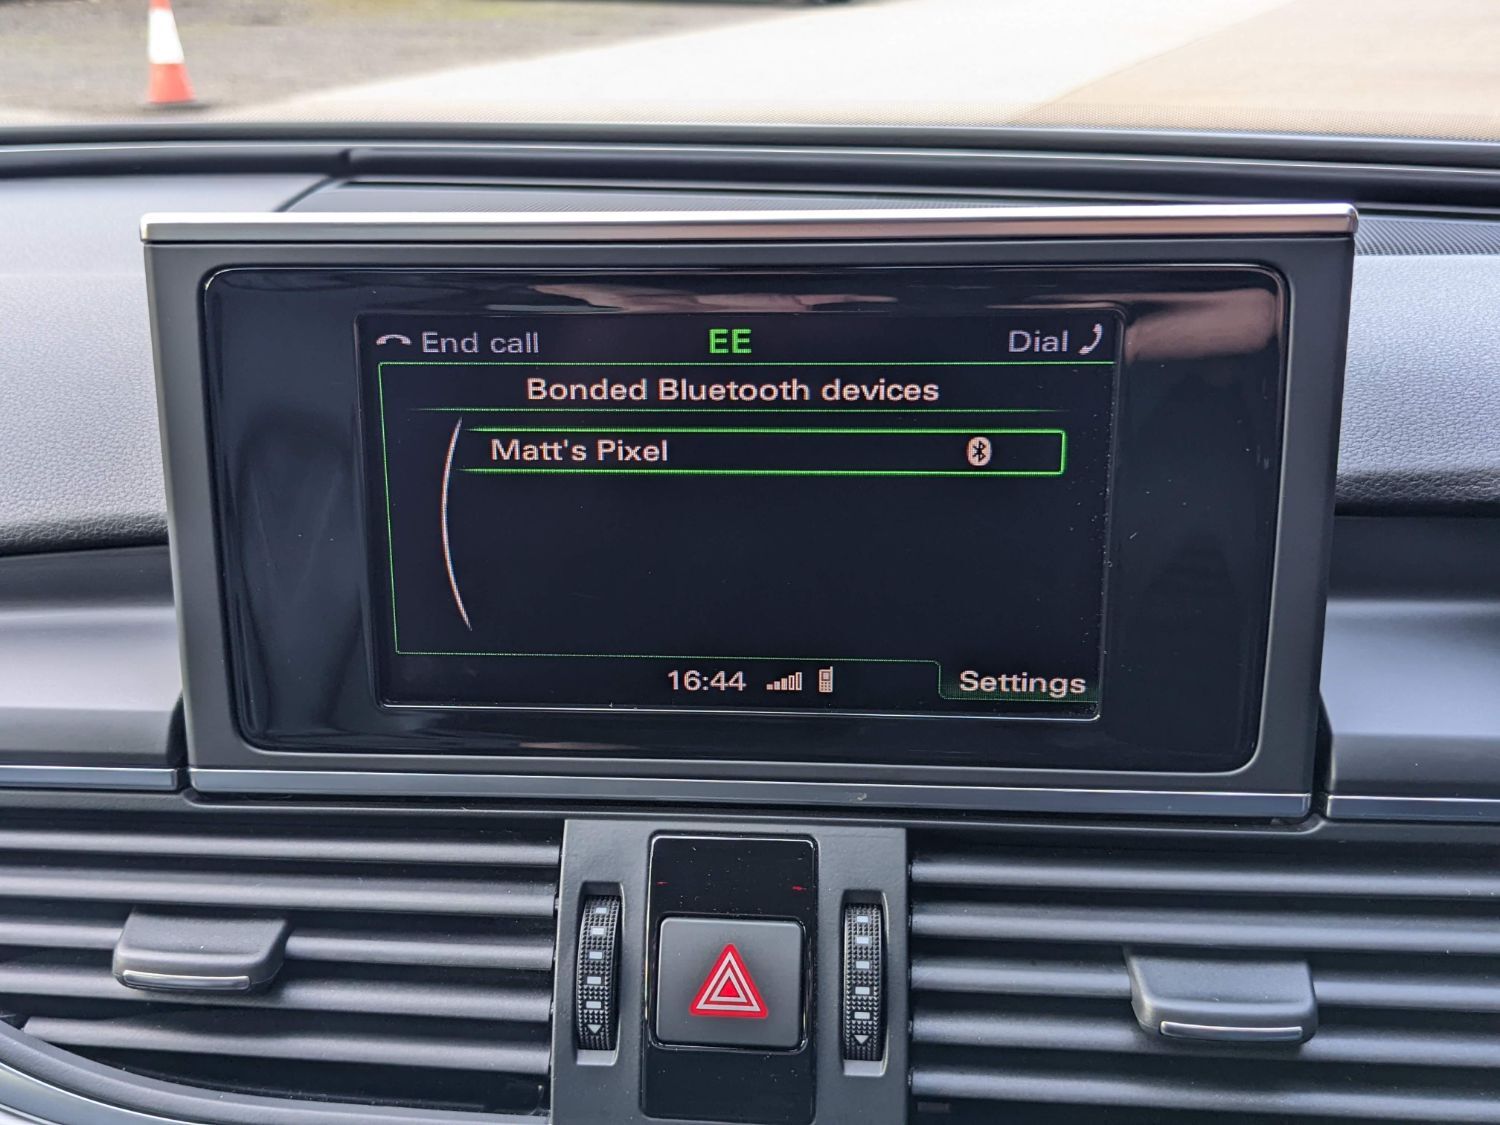 End call EE Dial
Bonded Bluetooth devices
Matt's Pixel
16:44 Settings